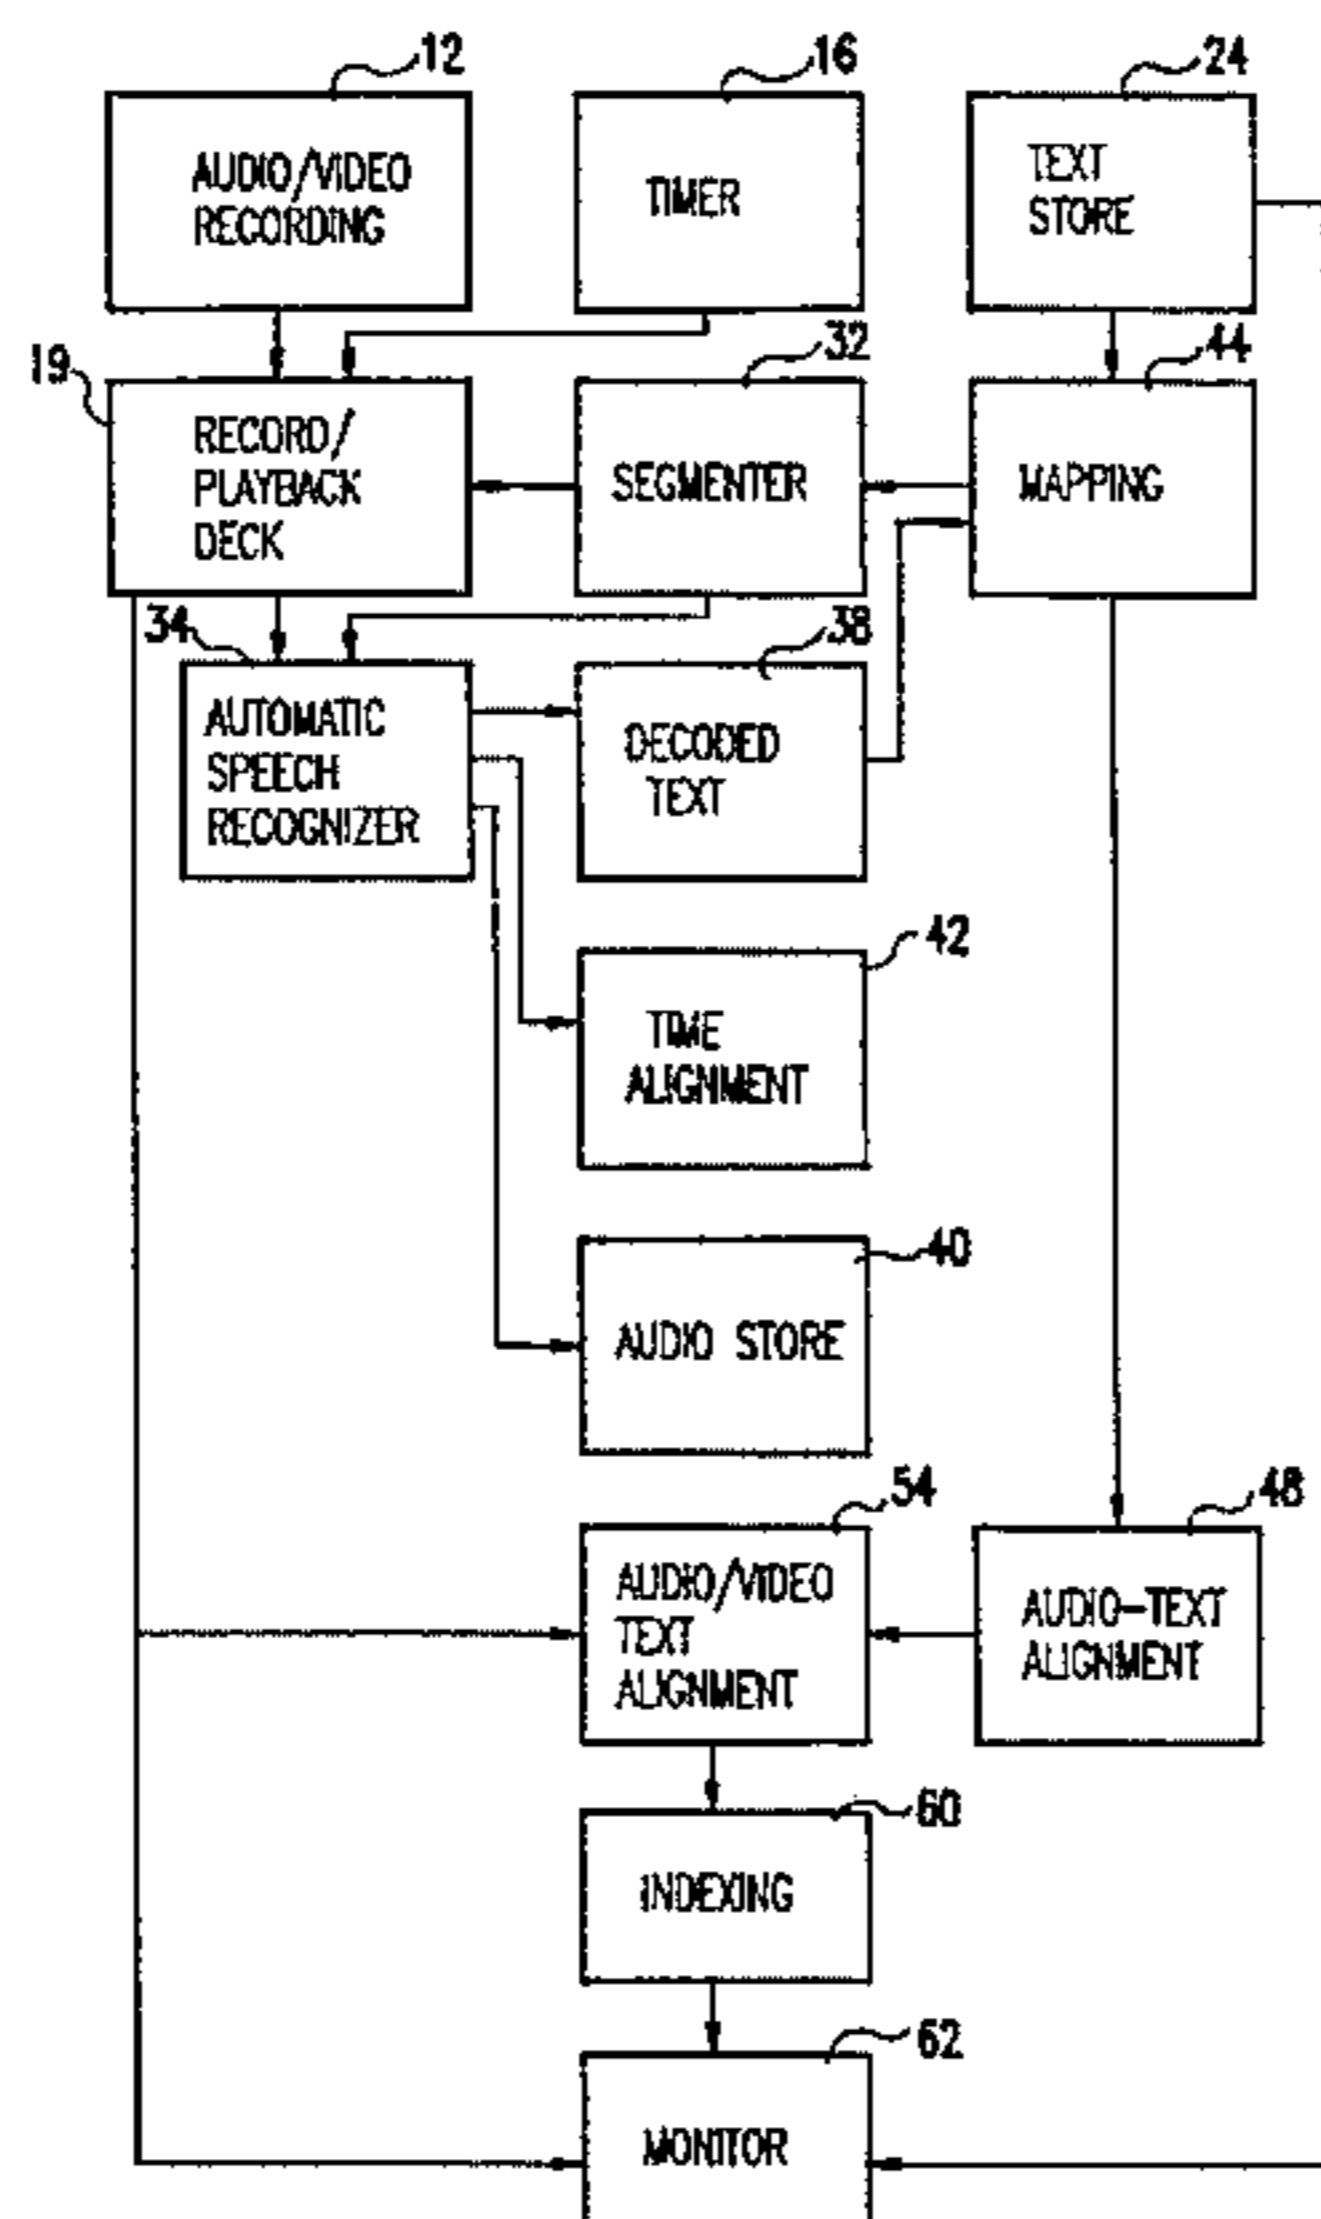 12
16
24
AUDIO/VIDEO
RECORDING
TIMER
TEXT
STORE
19
32
44
RECORD/
PLAYBACK
DECK
SEGMENTER
MAPPING
34
38
AUTOMATIC
SPEECH
RECOGNIZER
DECODED
TEXT
42
TIME
ALIGNMENT
40
AUDIO STORE
54
48
AUDIO/VIDEO
TEXT
ALIGNMENT
AUDIO-TEXT
ALIGNMENT
60
INDEXING
62
MONITOR